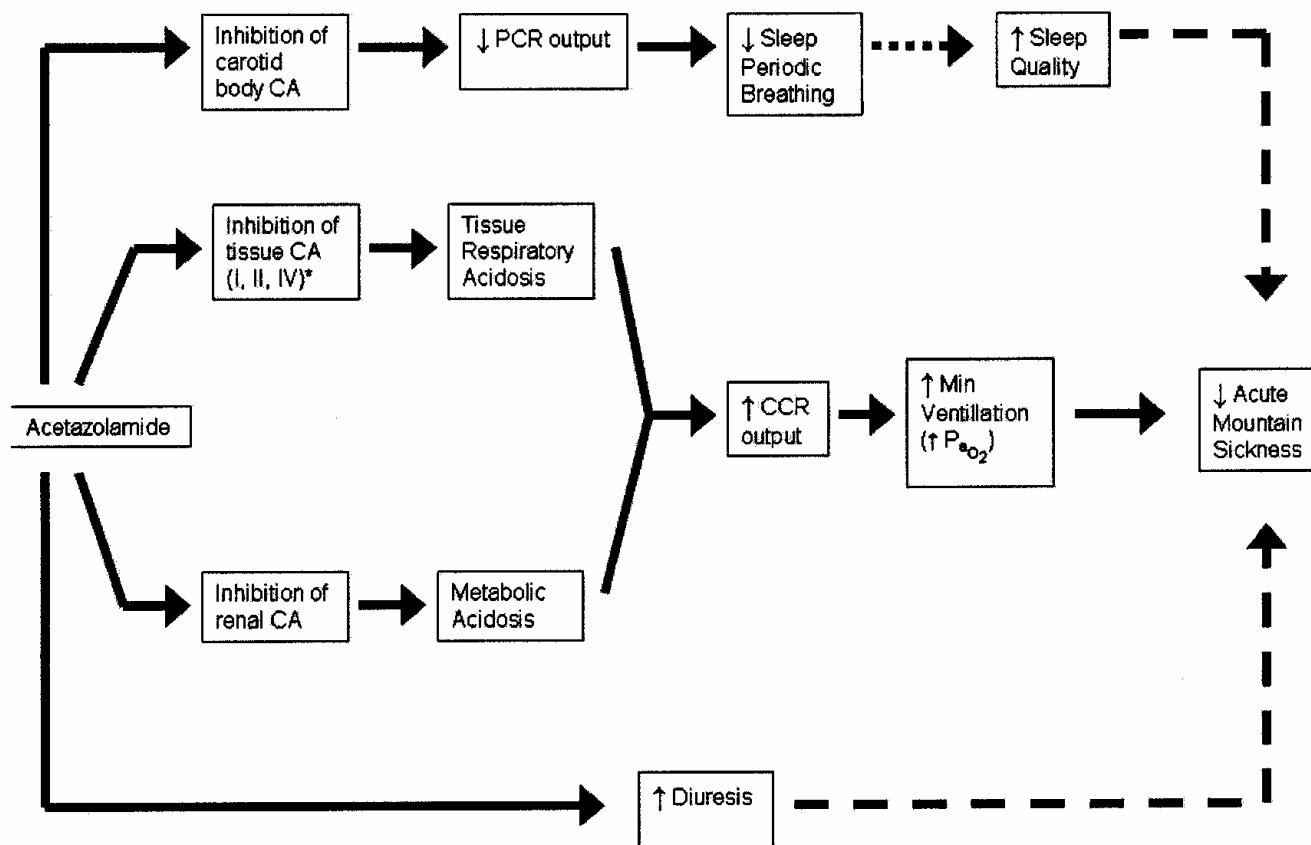 Inhibition of
carotid
body CA
↓ PCR output
↓ Sleep
Periodic
Breathing
↑ Sleep
Quality
Inhibition of
tissue CA
(I, II, IV)*
Tissue
Respiratory
Acidosis
Acetazolamide
↑ CCR
output
↑ Min
Ventillation
(↑ PaO2)
↓ Acute
Mountain
Sickness
Inhibition of
renal CA
Metabolic
Acidosis
↑ Diuresis